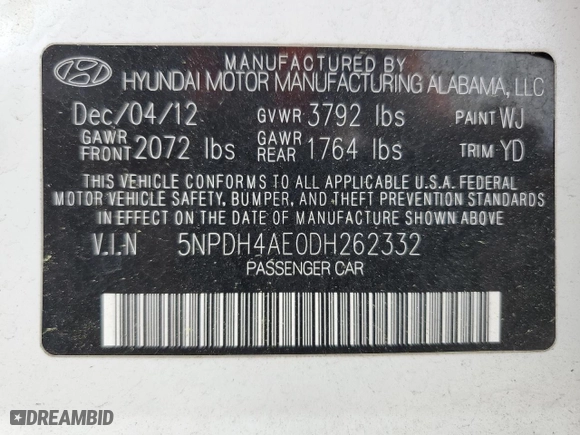 MANUFACTURED BY
HYUNDAI MOTOR MANUFACTURING ALABAMA, LLC
Dec/04/12 GVWR 3792 lbs PAINT WJ
GAWR FRONT 2072 lbs GAWR REAR 1764 lbs TRIM YD
THIS VEHICLE CONFORMS TO ALL APPLICABLE U.S.A. FEDERAL
MOTOR VEHICLE SAFETY, BUMPER, AND THEFT PREVENTION STANDARDS
IN EFFECT ON THE DATE OF MANUFACTURE SHOWN ABOVE.
V.I.N 5NPDH4AE0DH262332
PASSENGER CAR
DREAMBID